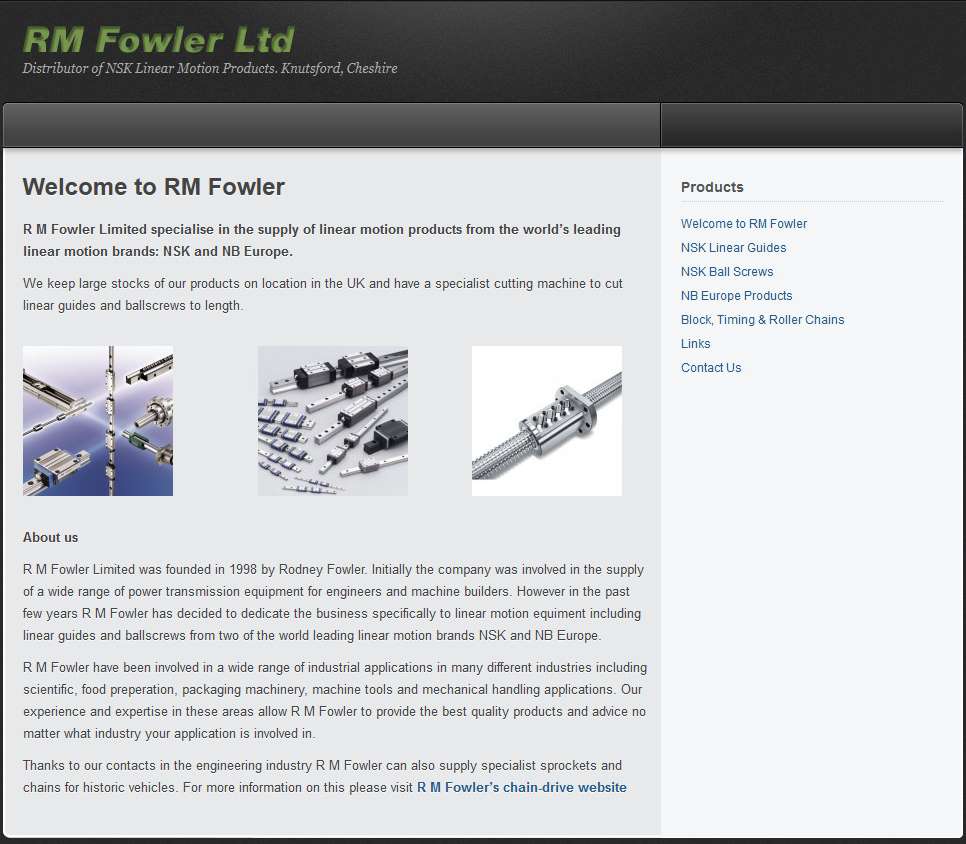 RM Fowler Ltd
Distributor of NSK Linear Motion Products. Knutsford, Cheshire
Welcome to RM Fowler
R M Fowler Limited specialise in the supply of linear motion products from the world's leading
linear motion brands: NSK and NB Europe.
We keep large stocks of our products on location in the UK and have a specialist cutting machine to cut
linear guides and ballscrews to length.
About us
R M Fowler Limited was founded in 1998 by Rodney Fowler. Initially the company was involved in the supply
of a wide range of power transmission equipment for engineers and machine builders. However in the past
few years R M Fowler has decided to dedicate the business specifically to linear motion equiment including
linear guides and ballscrews from two of the world leading linear motion brands NSK and NB Europe.
R M Fowler have been involved in a wide range of industrial applications in many different industries including
scientific, food preperation, packaging machinery, machine tools and mechanical handling applications. Our
experience and expertise in these areas allow R M Fowler to provide the best quality products and advice no
matter what industry your application is involved in.
Thanks to our contacts in the engineering industry R M Fowler can also supply specialist sprockets and
chains for historic vehicles. For more information on this please visit R M Fowler's chain-drive website
Products
Welcome to RM Fowler
NSK Linear Guides
NSK Ball Screws
NB Europe Products
Block, Timing & Roller Chains
Links
Contact Us